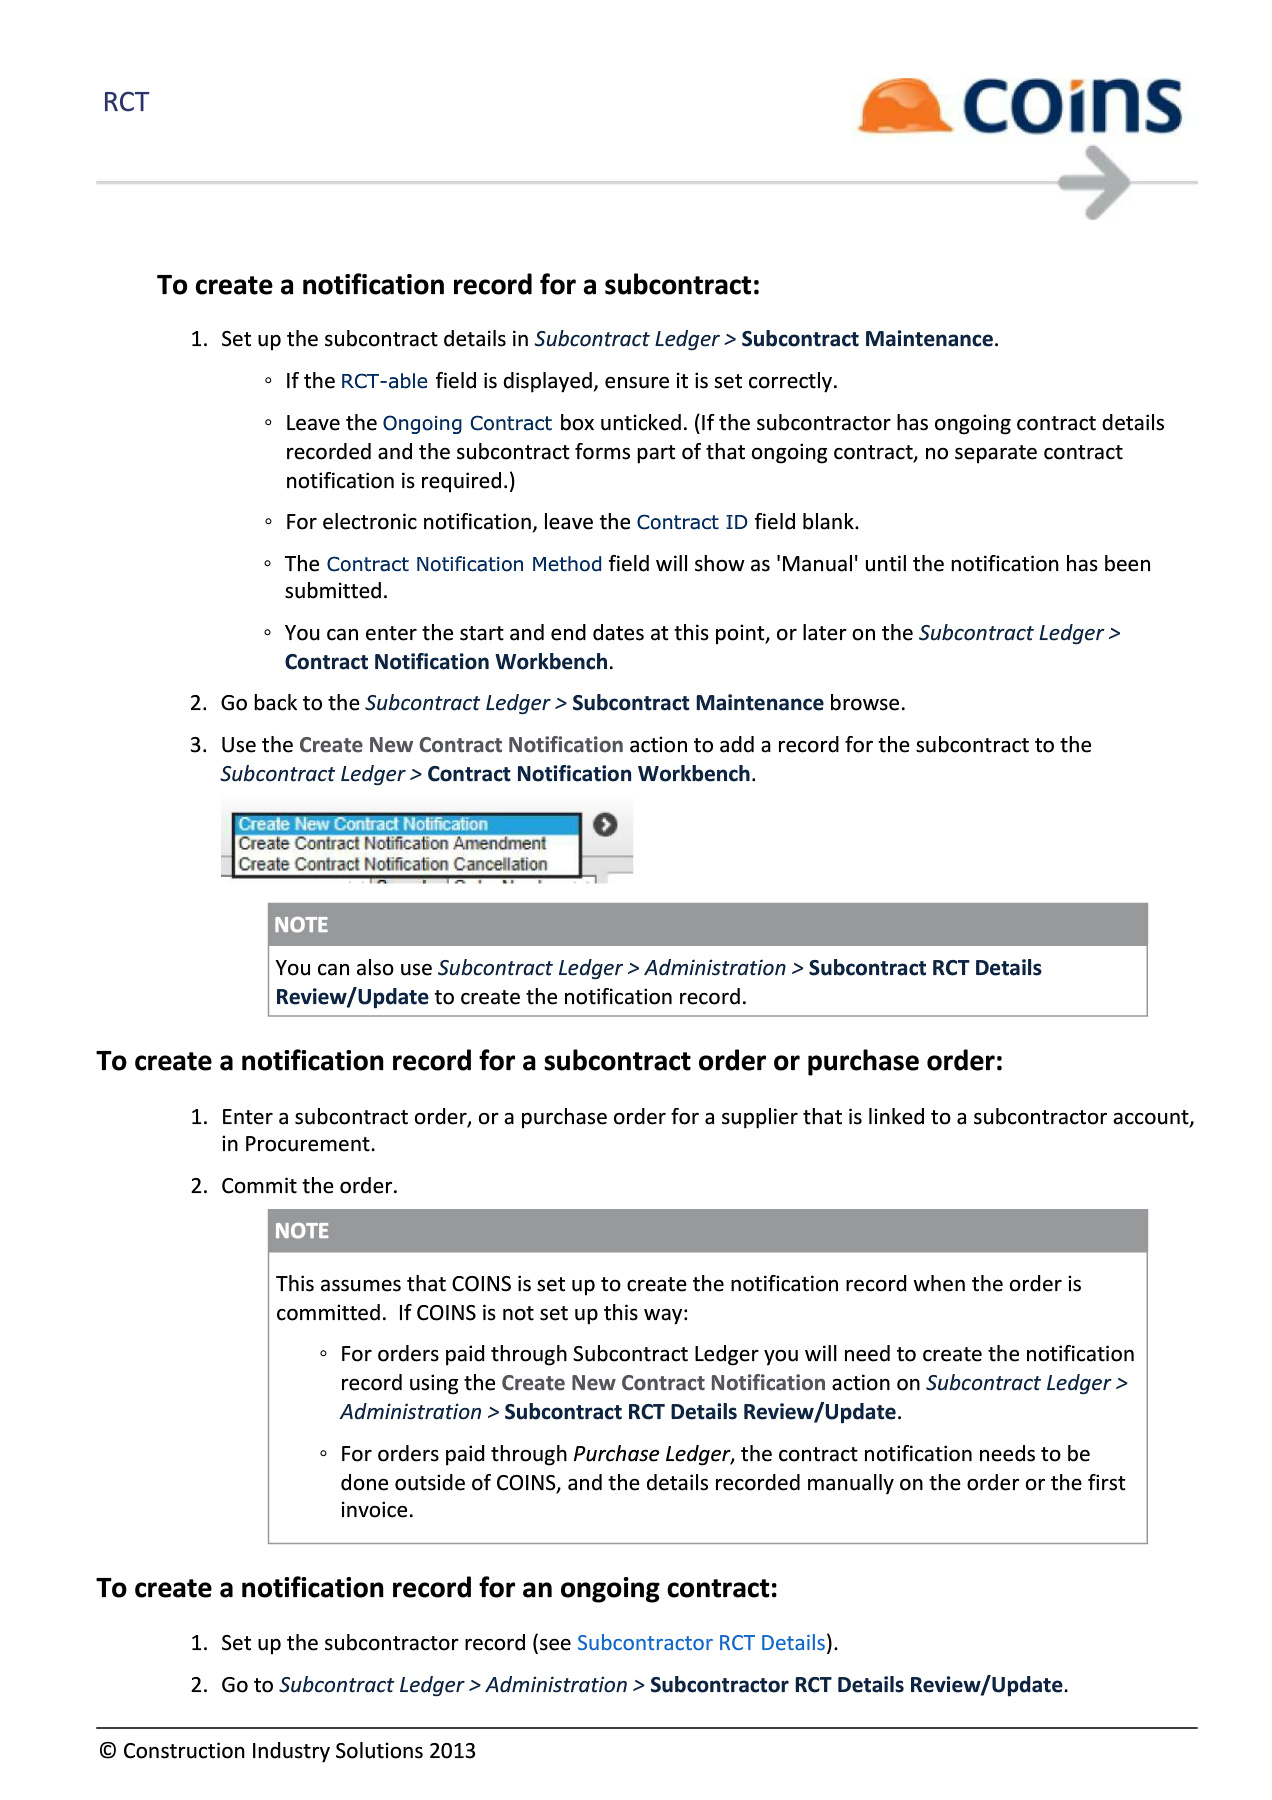 RCT
coins
To create a notification record for a subcontract:
1. Set up the subcontract details in Subcontract Ledger > Subcontract Maintenance.
◦ If the RCT-able field is displayed, ensure it is set correctly.
◦ Leave the Ongoing Contract box unticked. (If the subcontractor has ongoing contract details
recorded and the subcontract forms part of that ongoing contract, no separate contract
notification is required.)
◦ For electronic notification, leave the Contract ID field blank.
◦ The Contract Notification Method field will show as 'Manual' until the notification has been
submitted.
◦ You can enter the start and end dates at this point, or later on the Subcontract Ledger >
Contract Notification Workbench.
2. Go back to the Subcontract Ledger > Subcontract Maintenance browse.
3. Use the Create New Contract Notification action to add a record for the subcontract to the
Subcontract Ledger > Contract Notification Workbench.
Create New Contract Notification
Create Contract Notification Amendment
Create Contract Notification Cancellation
NOTE
You can also use Subcontract Ledger > Administration > Subcontract RCT Details
Review/Update to create the notification record.
To create a notification record for a subcontract order or purchase order:
1. Enter a subcontract order, or a purchase order for a supplier that is linked to a subcontractor account,
in Procurement.
2. Commit the order.
NOTE
This assumes that COINS is set up to create the notification record when the order is
committed.  If COINS is not set up this way:
◦ For orders paid through Subcontract Ledger you will need to create the notification
record using the Create New Contract Notification action on Subcontract Ledger >
Administration > Subcontract RCT Details Review/Update.
◦ For orders paid through Purchase Ledger, the contract notification needs to be
done outside of COINS, and the details recorded manually on the order or the first
invoice.
To create a notification record for an ongoing contract:
1. Set up the subcontractor record (see Subcontractor RCT Details).
2. Go to Subcontract Ledger > Administration > Subcontractor RCT Details Review/Update.
© Construction Industry Solutions 2013